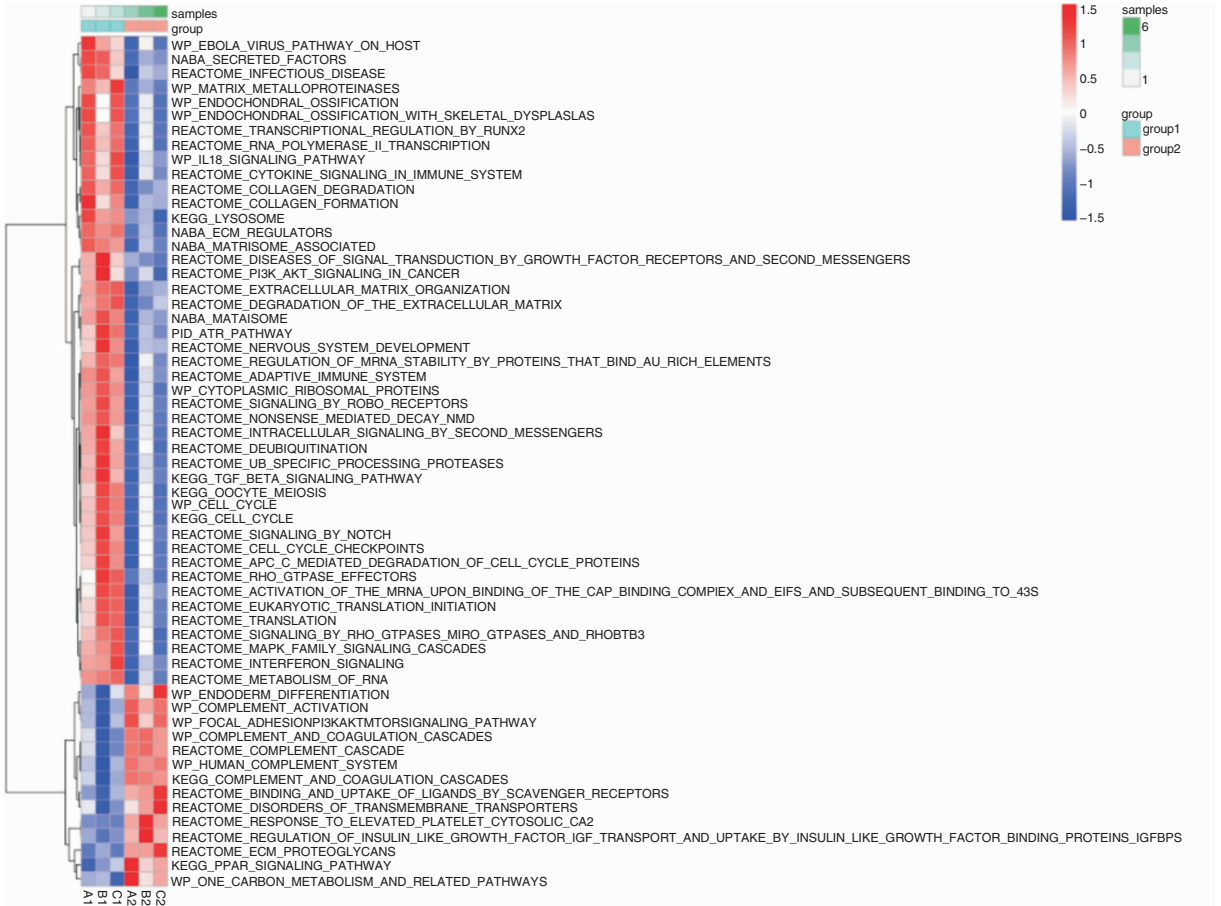 samples
group
WP_EBOLA_VIRUS_PATHWAY_ON_HOST
NABA_SECRETED_FACTORS
REACTOME_INFECTIOUS_DISEASE
WP_MATRIX_METALLOPROTEINASES
WP_ENDOCHONDRAL_OSSIFICATION
WP_ENDOCHONDRAL_OSSIFICATION_WITH_SKELETAL_DYSPLASLAS
REACTOME_TRANSCRIPTIONAL_REGULATION_BY_RUNX2
REACTOME_RNA_POLYMERASE_II_TRANSCRIPTION
WP_IL18_SIGNALING_PATHWAY
REACTOME_CYTOKINE_SIGNALING_IN_IMMUNE_SYSTEM
REACTOME_COLLAGEN_DEGRADATION
REACTOME_COLLAGEN_FORMATION
KEGG_LYSOSOME
NABA_ECM_REGULATORS
NABA_MATRISOME_ASSOCIATED
REACTOME_DISEASES_OF_SIGNAL_TRANSDUCTION_BY_GROWTH_FACTOR_RECEPTORS_AND_SECOND_MESSENGERS
REACTOME_PI3K_AKT_SIGNALING_IN_CANCER
REACTOME_EXTRACELLULAR_MATRIX_ORGANIZATION
REACTOME_DEGRADATION_OF_THE_EXTRACELLULAR_MATRIX
NABA_MATAISOME
PID_ATR_PATHWAY
REACTOME_NERVOUS_SYSTEM_DEVELOPMENT
REACTOME_REGULATION_OF_MRNA_STABILITY_BY_PROTEINS_THAT_BIND_AU_RICH_ELEMENTS
REACTOME_ADAPTIVE_IMMUNE_SYSTEM
WP_CYTOPLASMIC_RIBOSOMAL_PROTEINS
REACTOME_SIGNALING_BY_ROBO_RECEPTORS
REACTOME_NONSENSE_MEDIATED_DECAY_NMD
REACTOME_INTRACELLULAR_SIGNALING_BY_SECOND_MESSENGERS
REACTOME_DEUBIQUITINATION
REACTOME_UB_SPECIFIC_PROCESSING_PROTEASES
KEGG_TGF_BETA_SIGNALING_PATHWAY
KEGG_OOCYTE_MEIOSIS
WP_CELL_CYCLE
KEGG_CELL_CYCLE
REACTOME_SIGNALING_BY_NOTCH
REACTOME_CELL_CYCLE_CHECKPOINTS
REACTOME_APC_C_MEDIATED_DEGRADATION_OF_CELL_CYCLE_PROTEINS
REACTOME_RHO_GTPASE_EFFECTORS
REACTOME_ACTIVATION_OF_THE_MRNA_UPON_BINDING_OF_THE_CAP_BINDING_COMPIEX_AND_EIFS_AND_SUBSEQUENT_BINDING_TO_43S
REACTOME_EUKARYOTIC_TRANSLATION_INITIATION
REACTOME_TRANSLATION
REACTOME_SIGNALING_BY_RHO_GTPASES_MIRO_GTPASES_AND_RHOBTB3
REACTOME_MAPK_FAMILY_SIGNALING_CASCADES
REACTOME_INTERFERON_SIGNALING
REACTOME_METABOLISM_OF_RNA
WP_ENDODERM_DIFFERENTIATION
WP_COMPLEMENT_ACTIVATION
WP_FOCAL_ADHESIONPI3KAKTMTORSIGNALING_PATHWAY
WP_COMPLEMENT_AND_COAGULATION_CASCADES
REACTOME_COMPLEMENT_CASCADE
WP_HUMAN_COMPLEMENT_SYSTEM
KEGG_COMPLEMENT_AND_COAGULATION_CASCADES
REACTOME_BINDING_AND_UPTAKE_OF_LIGANDS_BY_SCAVENGER_RECEPTORS
REACTOME_DISORDERS_OF_TRANSMEMBRANE_TRANSPORTERS
REACTOME_RESPONSE_TO_ELEVATED_PLATELET_CYTOSOLIC_CA2
REACTOME_REGULATION_OF_INSULIN_LIKE_GROWTH_FACTOR_IGF_TRANSPORT_AND_UPTAKE_BY_INSULIN_LIKE_GROWTH_FACTOR_BINDING_PROTEINS_IGFBPS
REACTOME_ECM_PROTEOGLYCANS
KEGG_PPAR_SIGNALING_PATHWAY
WP_ONE_CARBON_METABOLISM_AND_RELATED_PATHWAYS
A1 B1 C1 A2 B2 C2
1.5
1
0.5
0
−0.5
−1
−1.5
samples
6
1
group
group1
group2